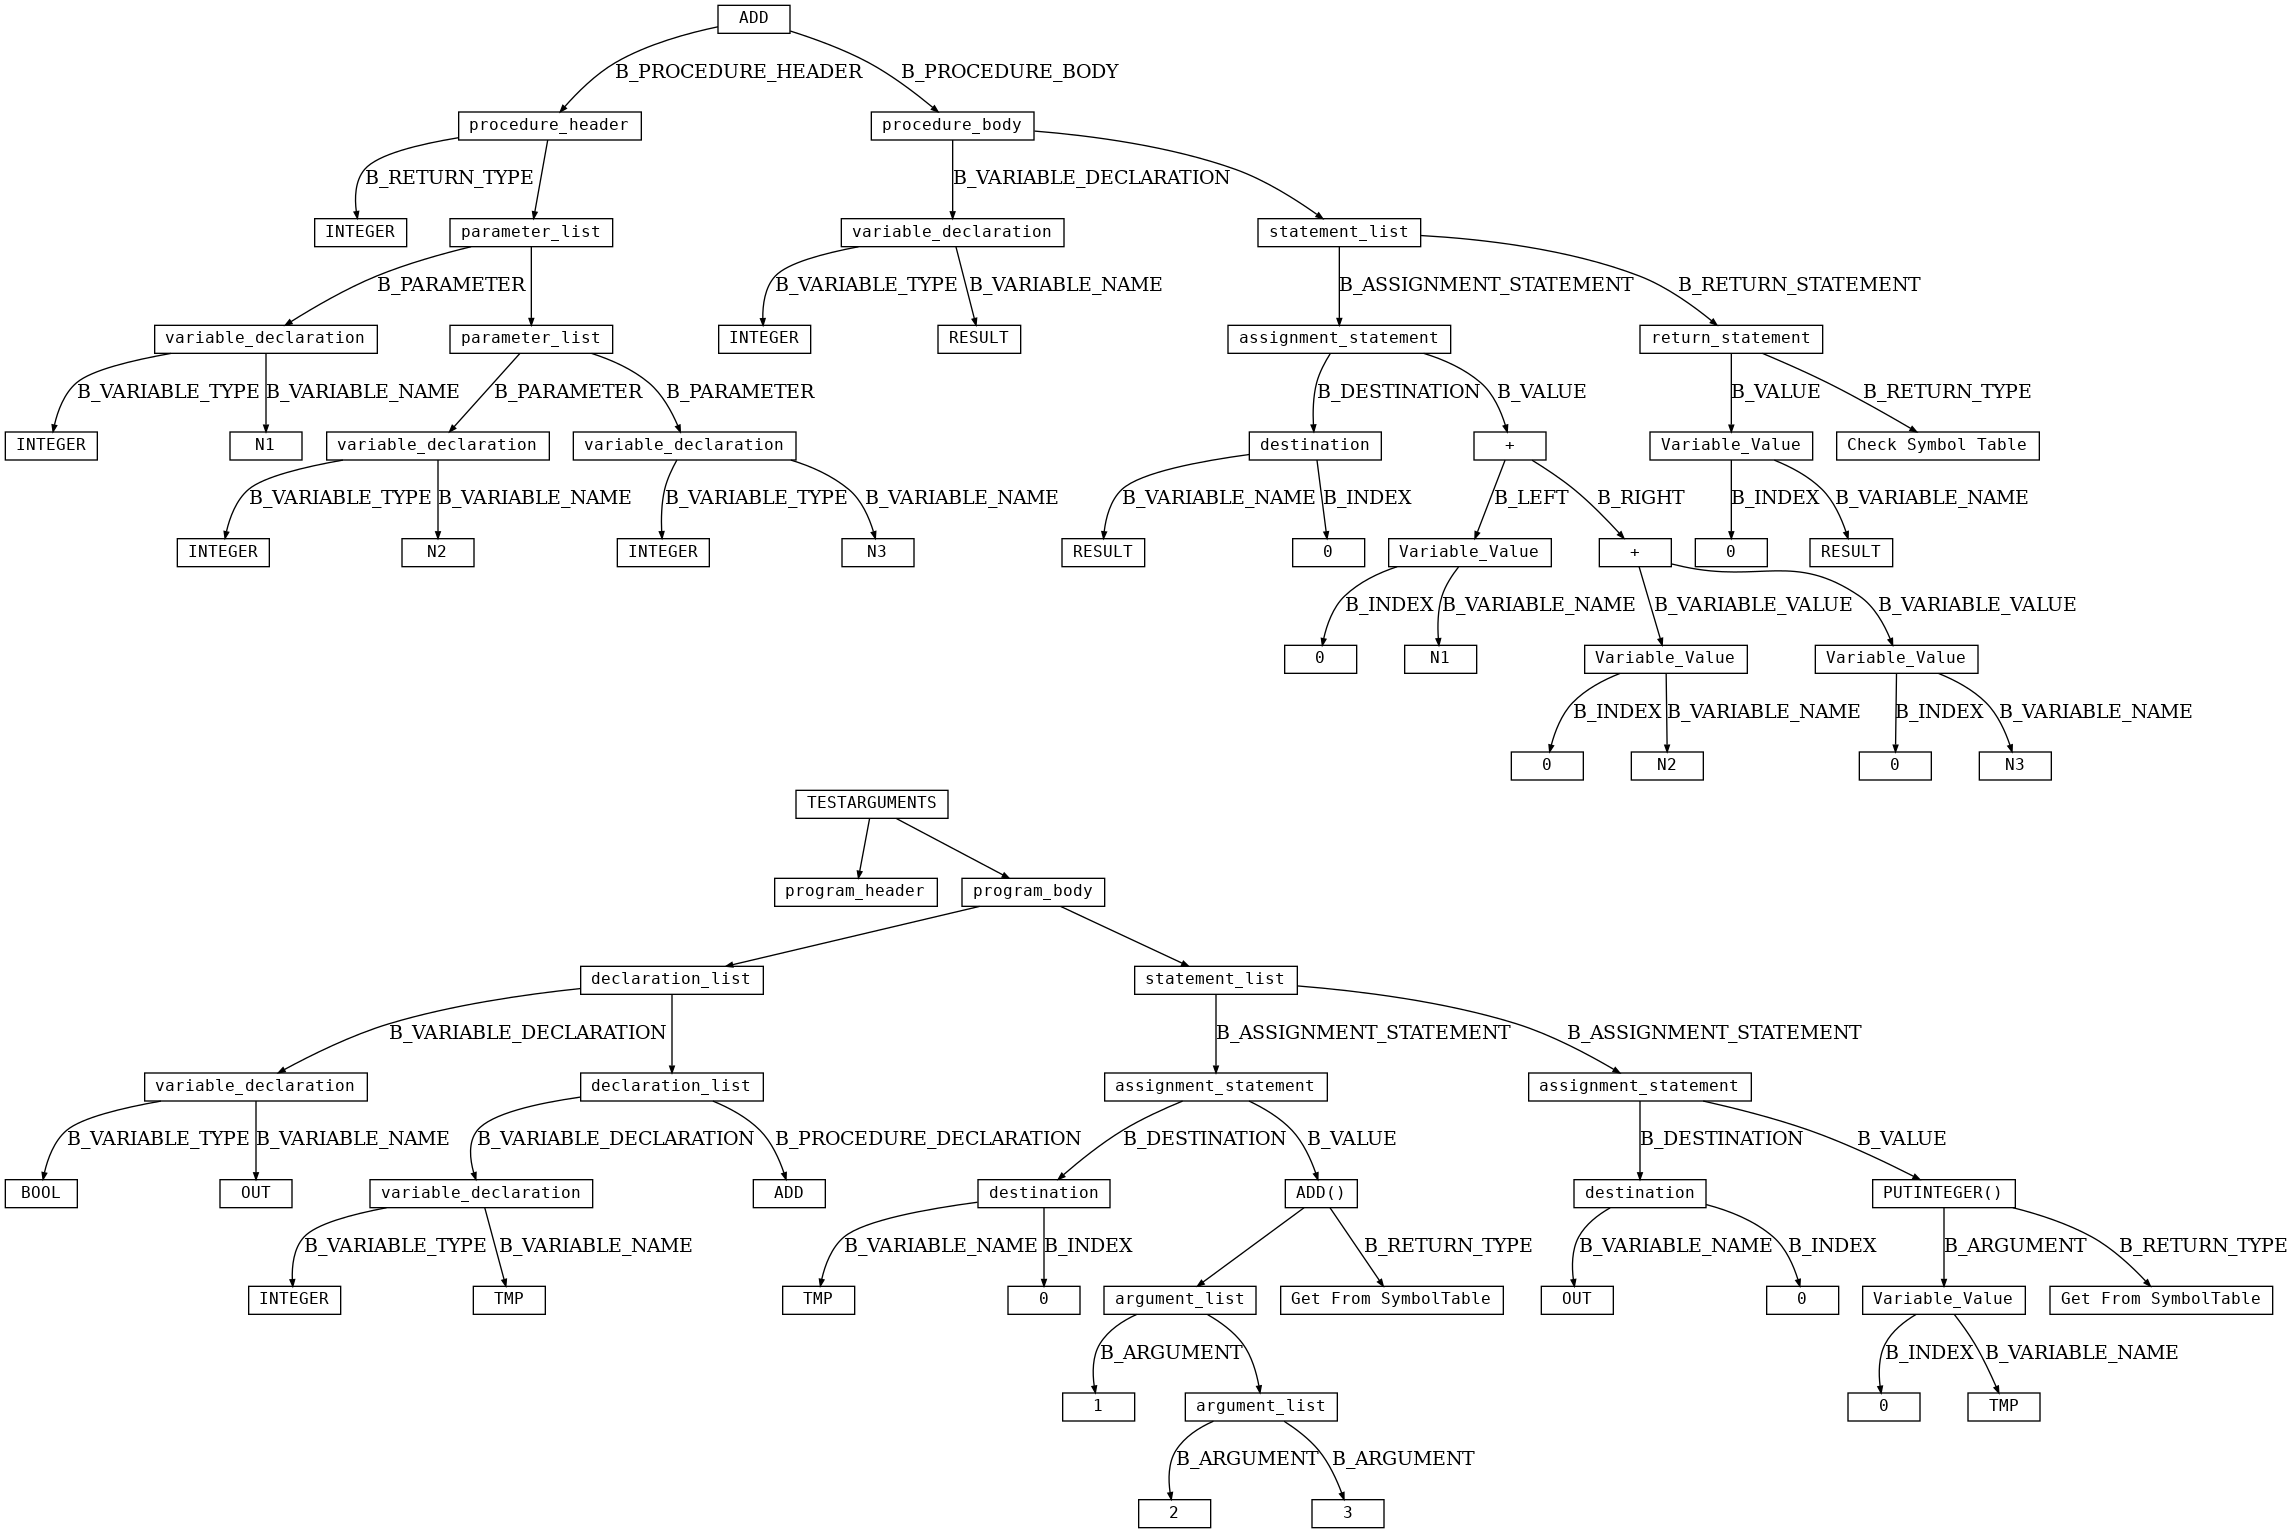 ADD
B_PROCEDURE_HEADER B_PROCEDURE_BODY
procedure_header procedure_body
B_RETURN_TYPE B_VARIABLE_DECLARATION
INTEGER parameter_list variable_declaration statement_list
B_PARAMETER B_VARIABLE_TYPE B_VARIABLE_NAME B_ASSIGNMENT_STATEMENT B_RETURN_STATEMENT
variable_declaration parameter_list INTEGER RESULT assignment_statement return_statement
B_VARIABLE_TYPE B_VARIABLE_NAME B_PARAMETER B_PARAMETER B_DESTINATION B_VALUE B_VALUE B_RETURN_TYPE
INTEGER N1 variable_declaration variable_declaration destination + Variable_Value Check Symbol Table
B_VARIABLE_TYPE B_VARIABLE_NAME B_VARIABLE_TYPE B_VARIABLE_NAME B_VARIABLE_NAME B_INDEX B_LEFT B_RIGHT B_INDEX B_VARIABLE_NAME
INTEGER N2 INTEGER N3 RESULT 0 Variable_Value + 0 RESULT
B_INDEX B_VARIABLE_NAME B_VARIABLE_VALUE B_VARIABLE_VALUE
0 N1 Variable_Value Variable_Value
B_INDEX B_VARIABLE_NAME B_INDEX B_VARIABLE_NAME
0 N2 0 N3
TESTARGUMENTS
program_header program_body
declaration_list statement_list
B_VARIABLE_DECLARATION B_ASSIGNMENT_STATEMENT B_ASSIGNMENT_STATEMENT
variable_declaration declaration_list assignment_statement assignment_statement
B_VARIABLE_TYPE B_VARIABLE_NAME B_VARIABLE_DECLARATION B_PROCEDURE_DECLARATION B_DESTINATION B_VALUE B_DESTINATION B_VALUE
BOOL OUT variable_declaration ADD destination ADD() destination PUTINTEGER()
B_VARIABLE_TYPE B_VARIABLE_NAME B_VARIABLE_NAME B_INDEX B_RETURN_TYPE B_VARIABLE_NAME B_INDEX B_ARGUMENT B_RETURN_TYPE
INTEGER TMP TMP 0 argument_list Get From SymbolTable OUT 0 Variable_Value Get From SymbolTable
B_ARGUMENT B_INDEX B_VARIABLE_NAME
1 argument_list 0 TMP
B_ARGUMENT B_ARGUMENT
2 3